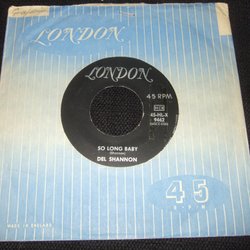 LONDON
LONDON
45 RPM
45-HL-X
9462
SO LONG BABY
(Shannon)
DEL SHANNON
45
R.P.M
MADE IN ENGLAND